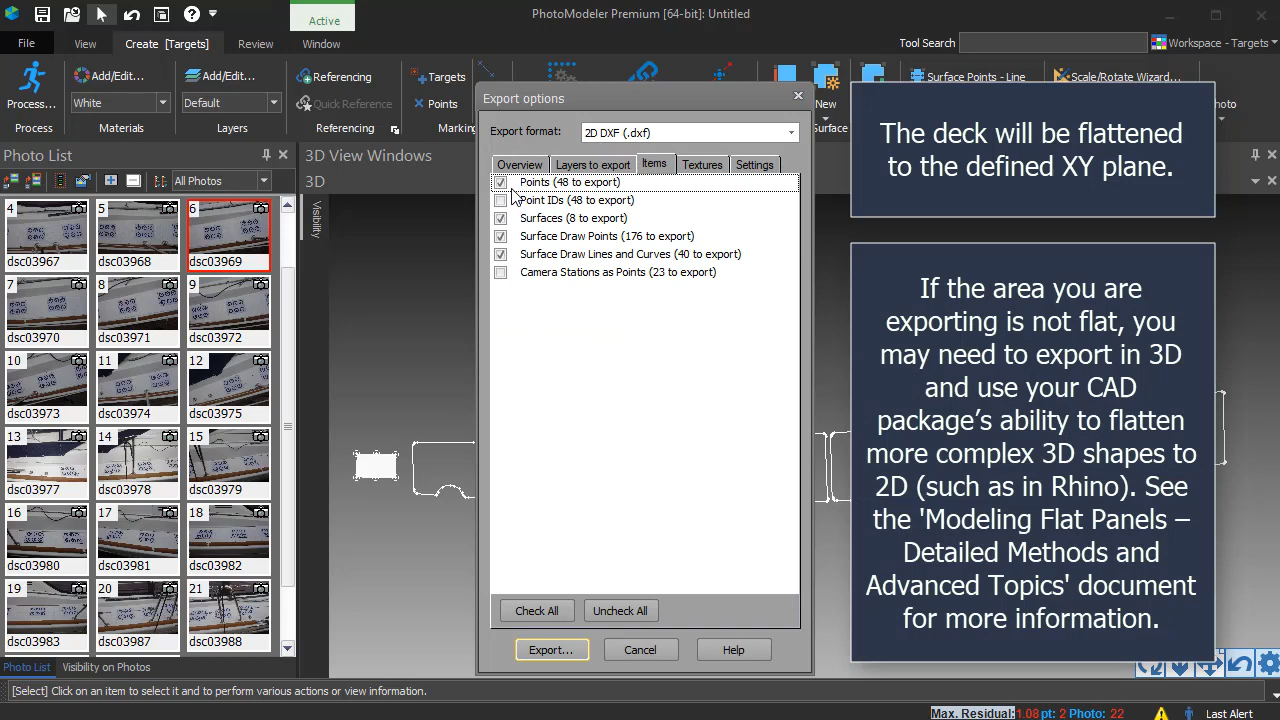 PhotoModeler Premium [64-bit]: Untitled
Active
File
View
Create [Targets]
Review
Window
Tool Search
Workspace - Targets
Process...
Process
Add/Edit...
White
Materials
Add/Edit...
Default
Layers
Referencing
Quick Reference
Referencing
Targets
Points
New
Surface Points - Line
Scale/Rotate Wizard...
Photo List
All Photos
4
dsc03967
5
dsc03968
6
dsc03969
7
dsc03970
8
dsc03971
9
dsc03972
10
dsc03973
11
dsc03974
12
dsc03975
13
dsc03977
14
dsc03978
15
dsc03979
16
dsc03980
17
dsc03981
18
dsc03982
19
dsc03983
20
dsc03987
21
dsc03988
Photo List
Visibility on Photos
3D View Windows
3D
Visibility
Export options
Export format:
2D DXF (.dxf)
Overview
Layers to export
Items
Textures
Settings
Points (48 to export)
Point IDs (48 to export)
Surfaces (8 to export)
Surface Draw Points (176 to export)
Surface Draw Lines and Curves (40 to export)
Camera Stations as Points (23 to export)
Check All
Uncheck All
Export...
Cancel
Help
The deck will be flattened
to the defined XY plane.
If the area you are
exporting is not flat, you
may need to export in 3D
and use your CAD
package’s ability to flatten
more complex 3D shapes to
2D (such as in Rhino). See
the 'Modeling Flat Panels –
Detailed Methods and
Advanced Topics' document
for more information.
[Select] Click on an item to select it and to perform various actions or view information.
Max. Residual: 1.08 pt: 2 Photo: 22
Last Alert